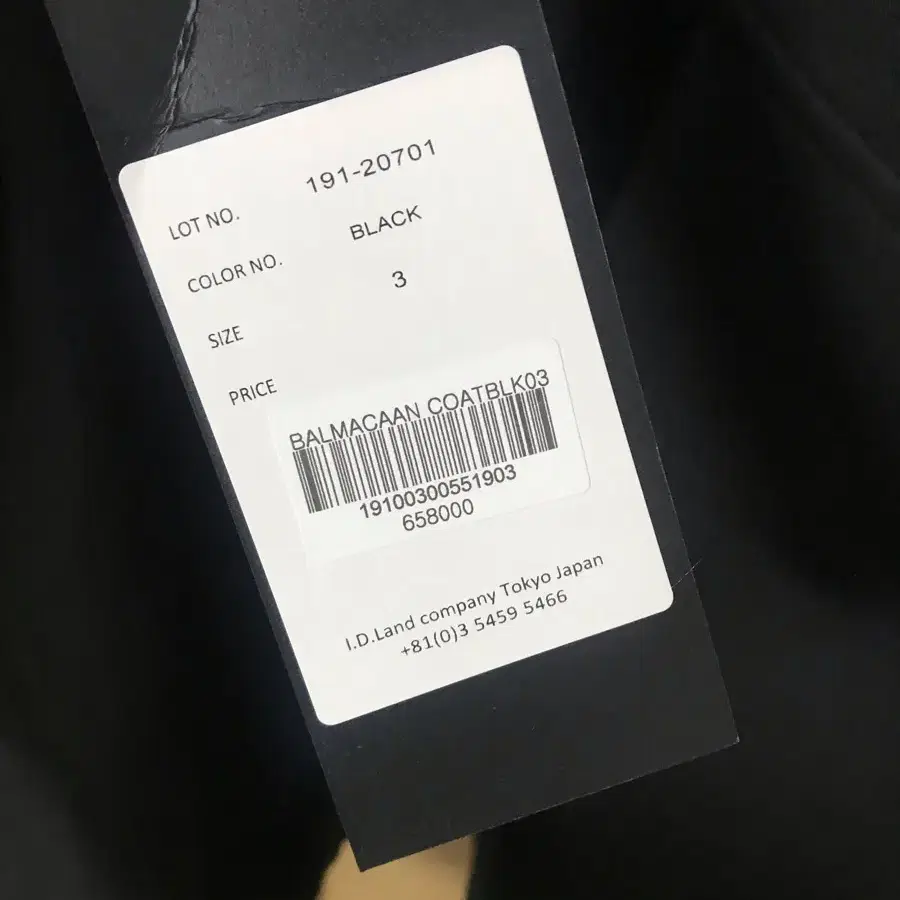 LOT NO. 191-20701
COLOR NO. BLACK
SIZE 3
PRICE
BALMACAAN COATBLK03
19100300551903
658000
I.D.Land company Tokyo Japan
+81(0)3 5459 5466